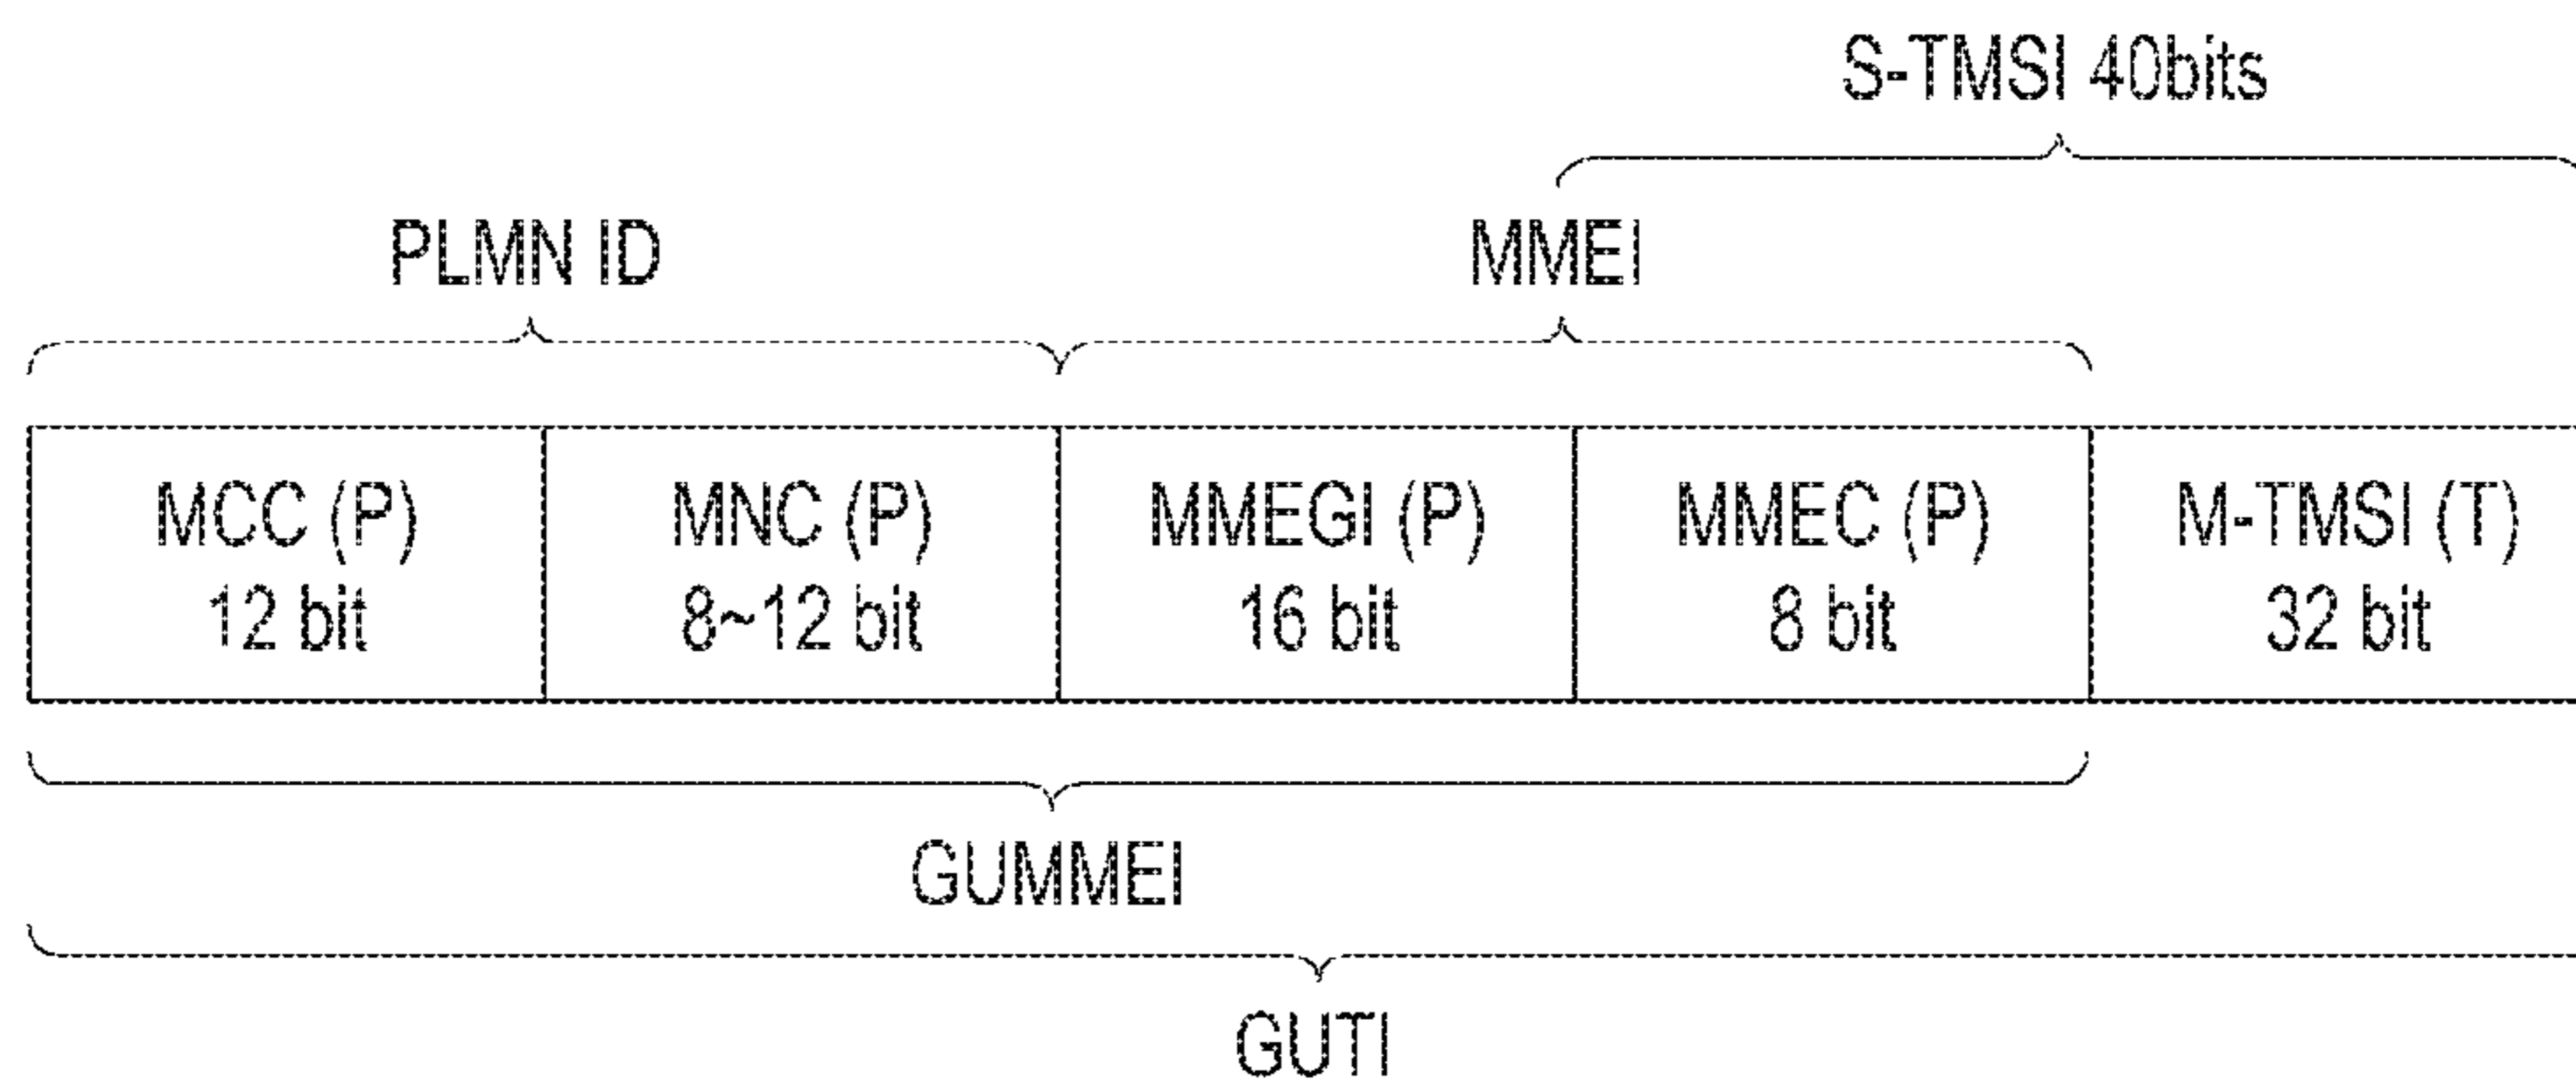 S-TMSI 40bits
PLMN ID
MMEI
MCC (P)
12 bit
MNC (P)
8~12 bit
MMEGI (P)
16 bit
MMEC (P)
8 bit
M-TMSI (T)
32 bit
GUMMEI
GUTI